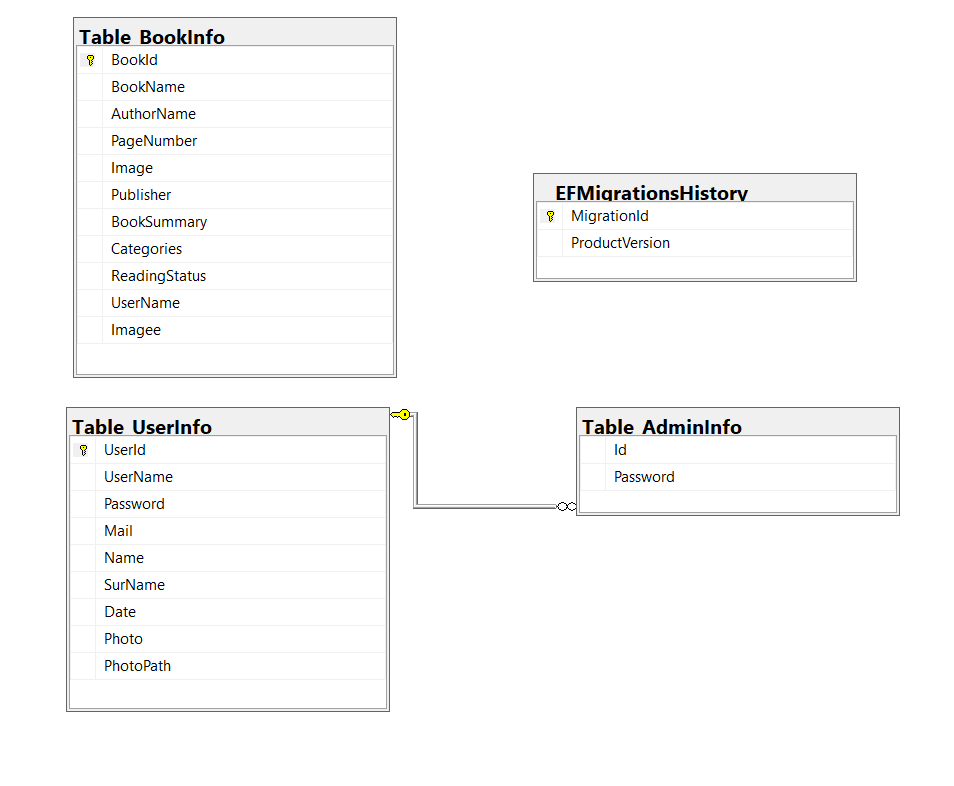 Table_BookInfo
BookId
BookName
AuthorName
PageNumber
Image
Publisher
BookSummary
Categories
ReadingStatus
UserName
Imagee
__EFMigrationsHistory
MigrationId
ProductVersion
Table_UserInfo
UserId
UserName
Password
Mail
Name
SurName
Date
Photo
PhotoPath
Table_AdminInfo
Id
Password